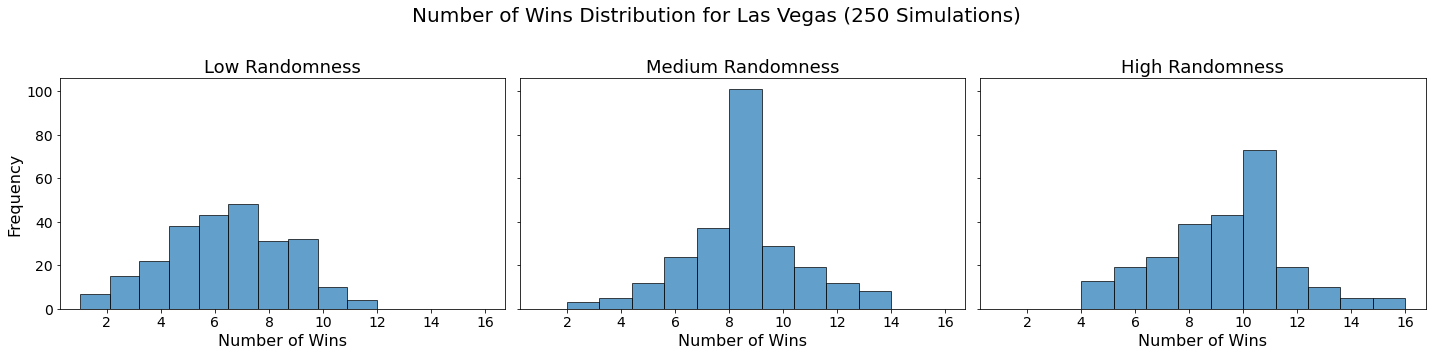 Number of Wins Distribution for Las Vegas (250 Simulations)
Low Randomness
Medium Randomness
High Randomness
Frequency
100
80
60
40
20
0
2 4 6 8 10 12 14 16
2 4 6 8 10 12 14 16
2 4 6 8 10 12 14 16
Number of Wins
Number of Wins
Number of Wins